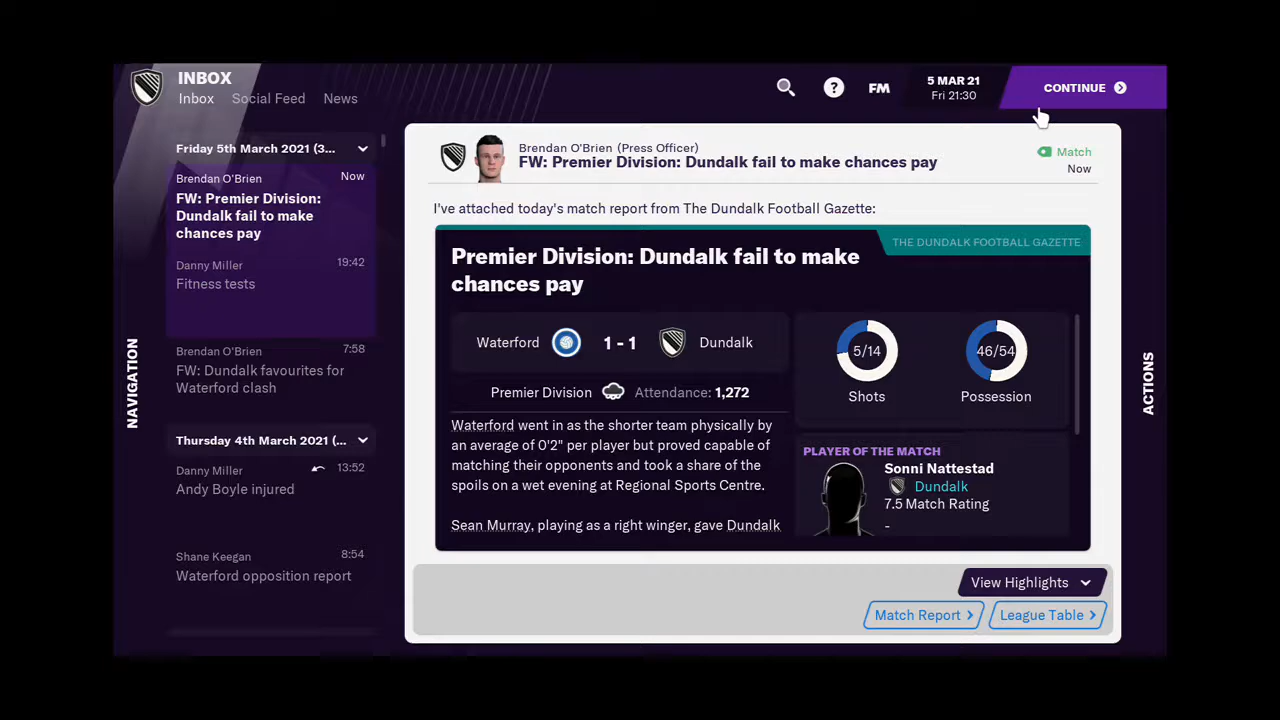 INBOX
Inbox Social Feed News
FM
5 MAR 21
Fri 21:30
CONTINUE
NAVIGATION
Friday 5th March 2021 (3...
Brendan O'Brien Now
FW: Premier Division:
Dundalk fail to make
chances pay
Danny Miller 19:42
Fitness tests
Brendan O'Brien 7:58
FW: Dundalk favourites for
Waterford clash
Thursday 4th March 2021 (...
Danny Miller 13:52
Andy Boyle injured
Shane Keegan 8:54
Waterford opposition report
Brendan O'Brien (Press Officer)
FW: Premier Division: Dundalk fail to make chances pay
Match
Now
I've attached today's match report from The Dundalk Football Gazette:
THE DUNDALK FOOTBALL GAZETTE
Premier Division: Dundalk fail to make
chances pay
Waterford 1 - 1 Dundalk
Premier Division Attendance: 1,272
Waterford went in as the shorter team physically by
an average of 0'2" per player but proved capable of
matching their opponents and took a share of the
spoils on a wet evening at Regional Sports Centre.
Sean Murray, playing as a right winger, gave Dundalk
5/14
Shots
46/54
Possession
PLAYER OF THE MATCH
Sonni Nattestad
Dundalk
7.5 Match Rating
-
View Highlights
Match Report
League Table
ACTIONS